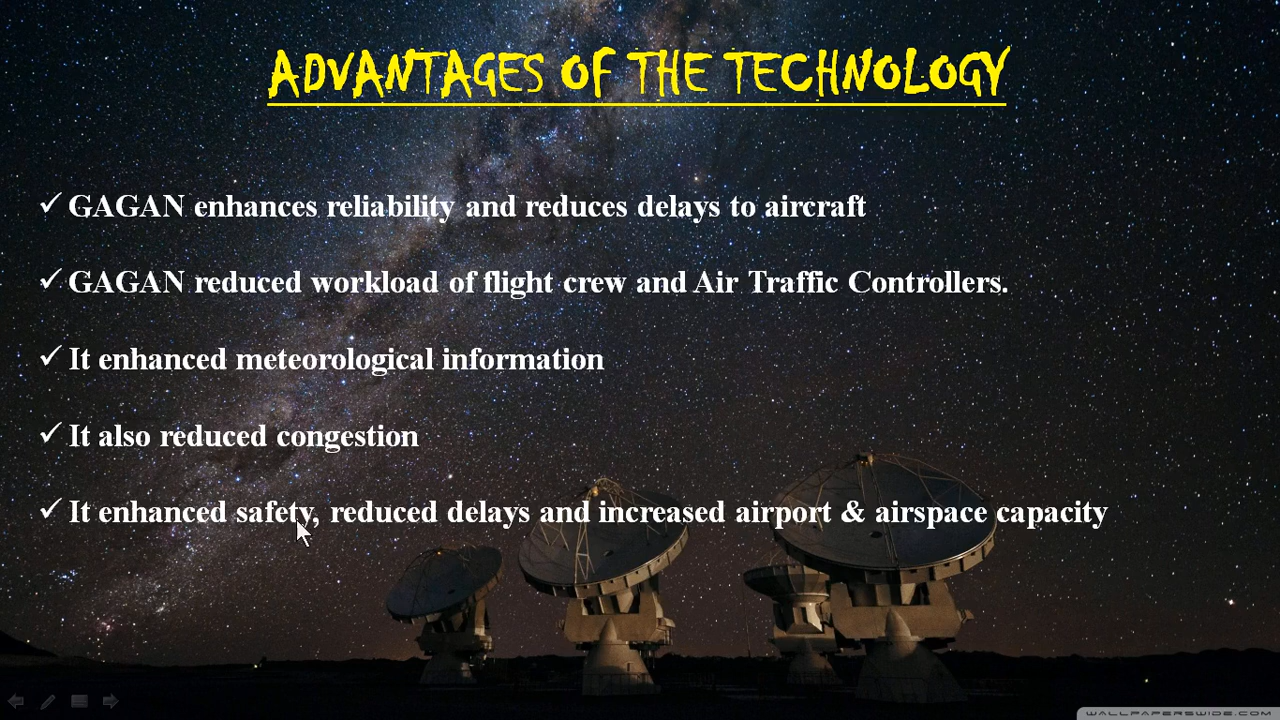 ADVANTAGES OF THE TECHNOLOGY
✓ GAGAN enhances reliability and reduces delays to aircraft
✓ GAGAN reduced workload of flight crew and Air Traffic Controllers.
✓ It enhanced meteorological information
✓ It also reduced congestion
✓ It enhanced safety, reduced delays and increased airport & airspace capacity
WALLPAPERSWIDE.COM